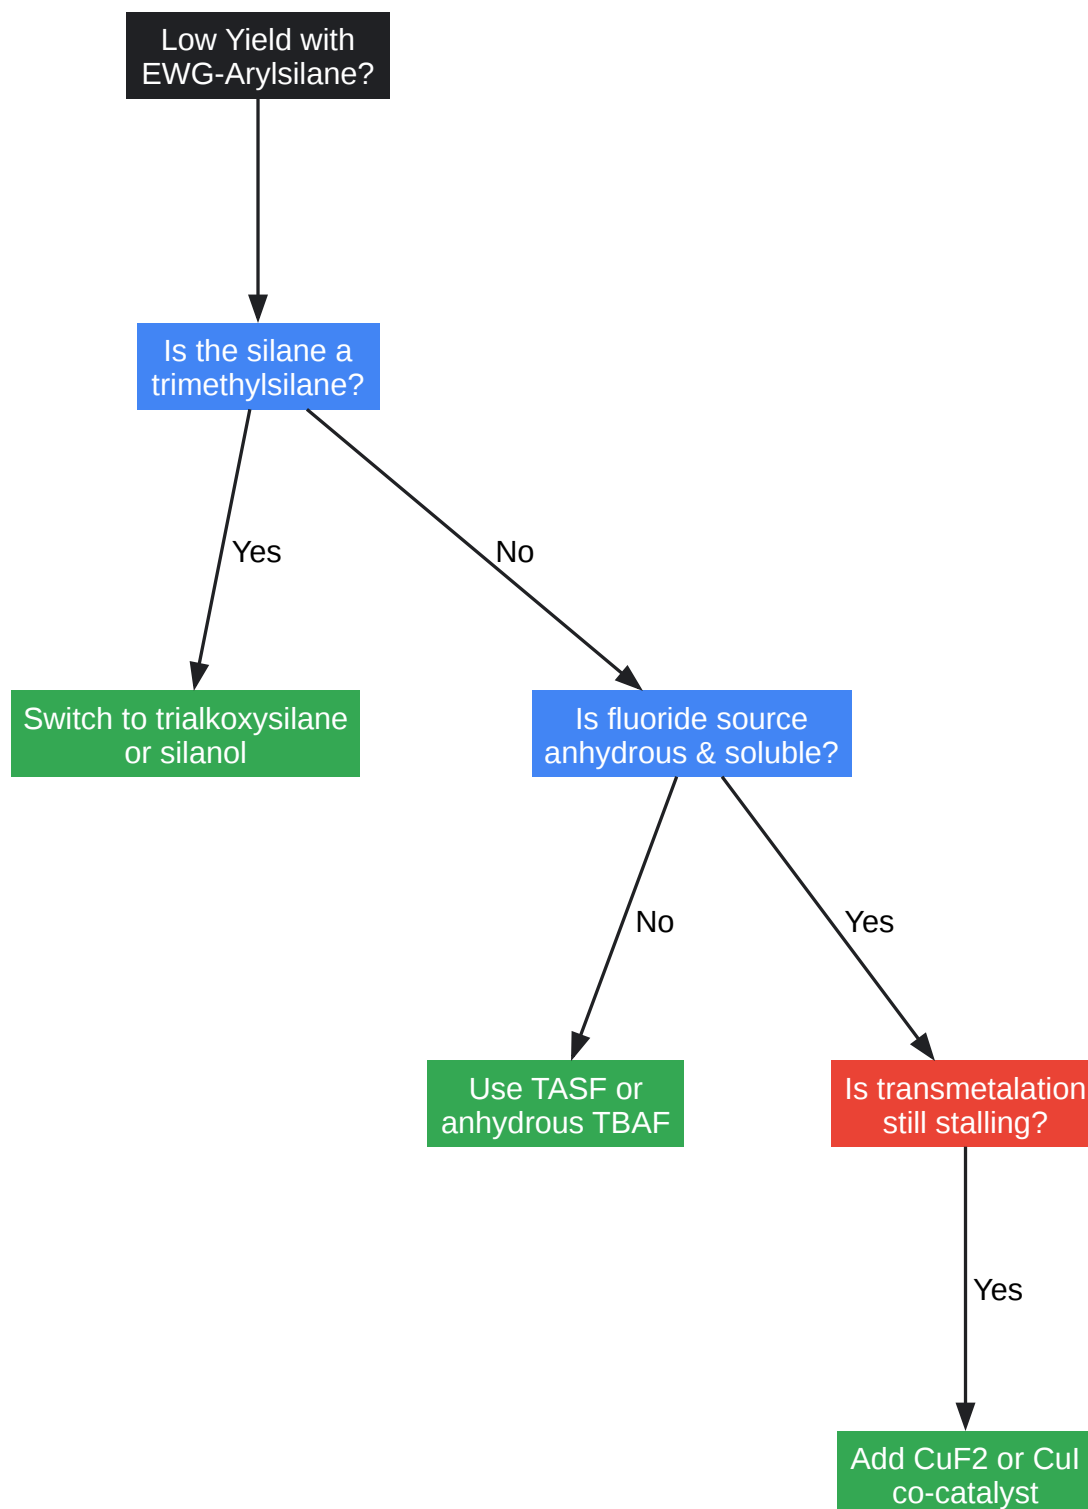 Low Yield with
EWG-Arylsilane?
Is the silane a
trimethylsilane?
Yes
No
Switch to trialkoxysilane
or silanol
Is fluoride source
anhydrous & soluble?
No
Yes
Use TASF or
anhydrous TBAF
Is transmetalation
still stalling?
Yes
Add CuF2 or CuI
co-catalyst